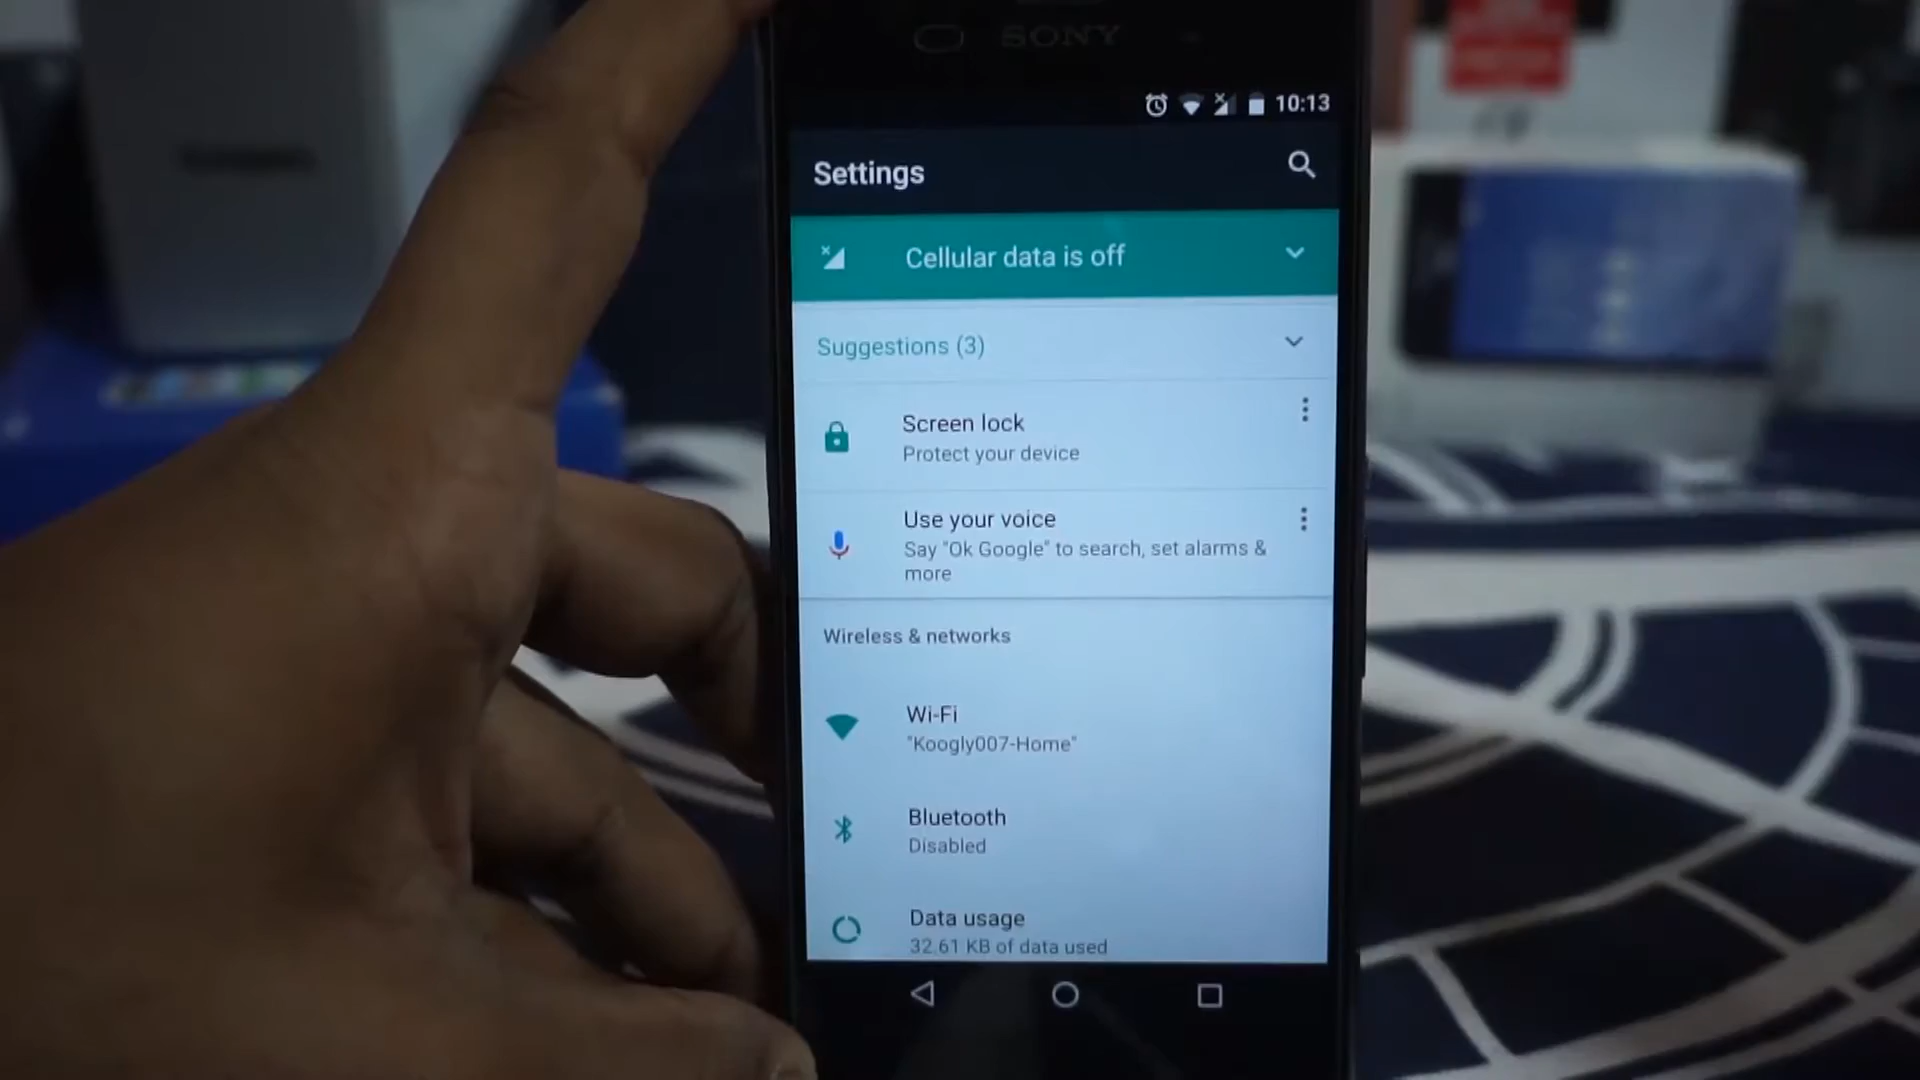 SONY
10:13
Settings
Cellular data is off
Suggestions (3)
Screen lock
Protect your device
Use your voice
Say "Ok Google" to search, set alarms &
more
Wireless & networks
Wi-Fi
"Koogly007-Home"
Bluetooth
Disabled
Data usage
32.61 KB of data used